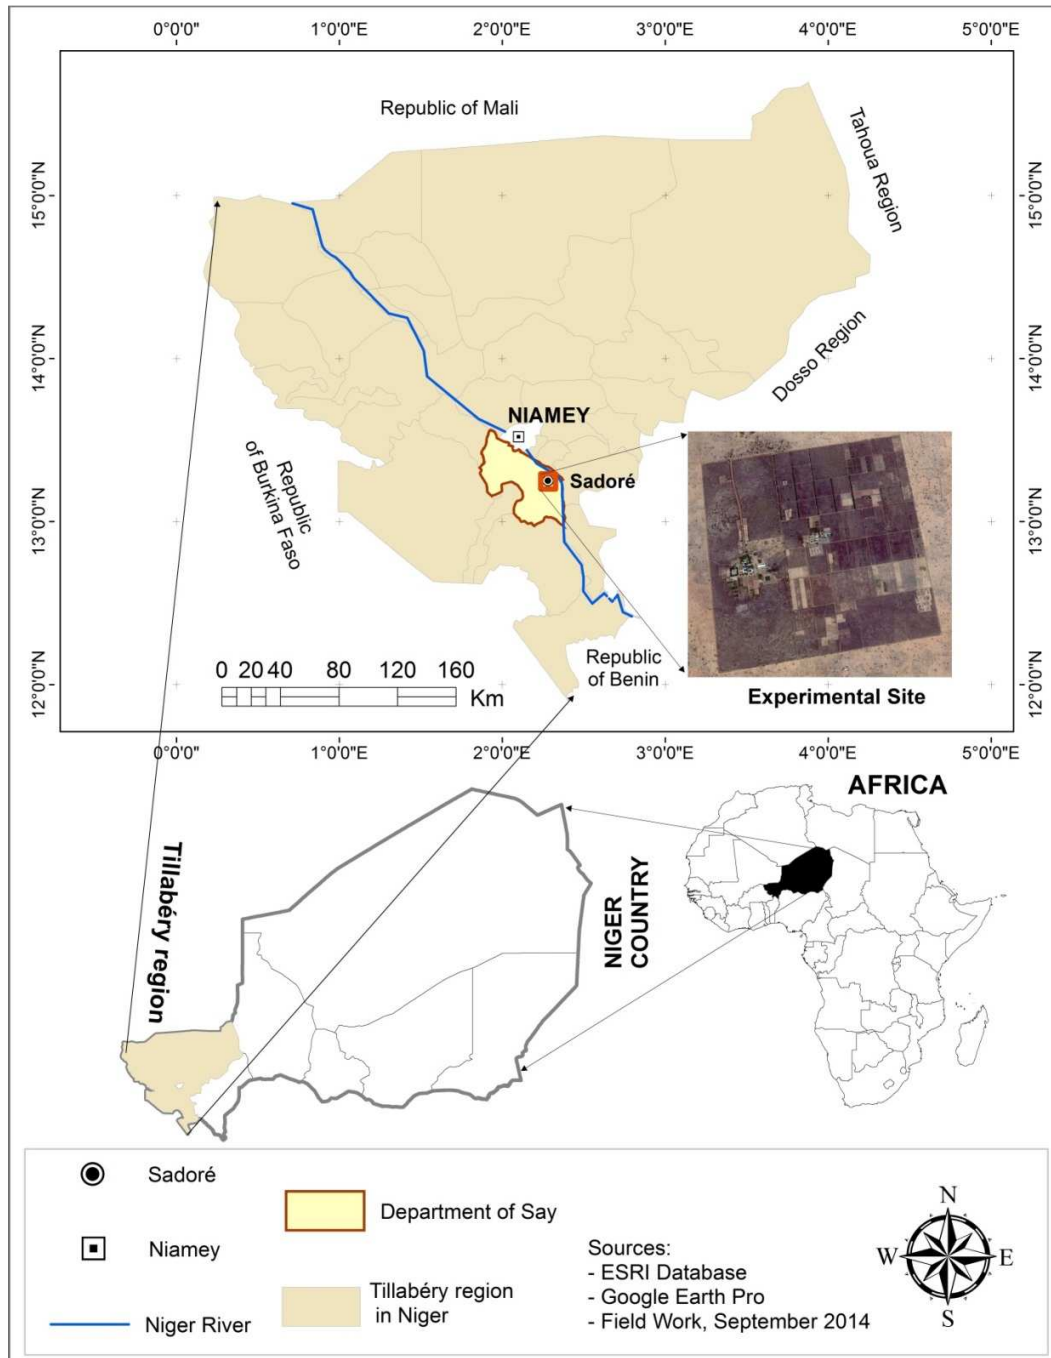 0°0'0" 1°0'0"E 2°0'0"E 3°0'0"E 4°0'0"E 5°0'0"E
Republic of Mali
Tahoua Region
15°0'0"N
15°0'0"N
14°0'0"N
14°0'0"N
Dosso Region
NIAMEY
Republic
of Burkina Faso
Sadoré
13°0'0"N
13°0'0"N
Republic
of Benin
0 20 40 80 120 160
Km
12°0'0"N
12°0'0"N
Experimental Site
0°0'0" 1°0'0"E 2°0'0"E 3°0'0"E 4°0'0"E 5°0'0"E
AFRICA
Tillabéry region
NIGER
COUNTRY
Sadoré
Department of Say
Niamey
Tillabéry region
in Niger
Niger River
Sources:
- ESRI Database
- Google Earth Pro
- Field Work, September 2014
N
W E
S